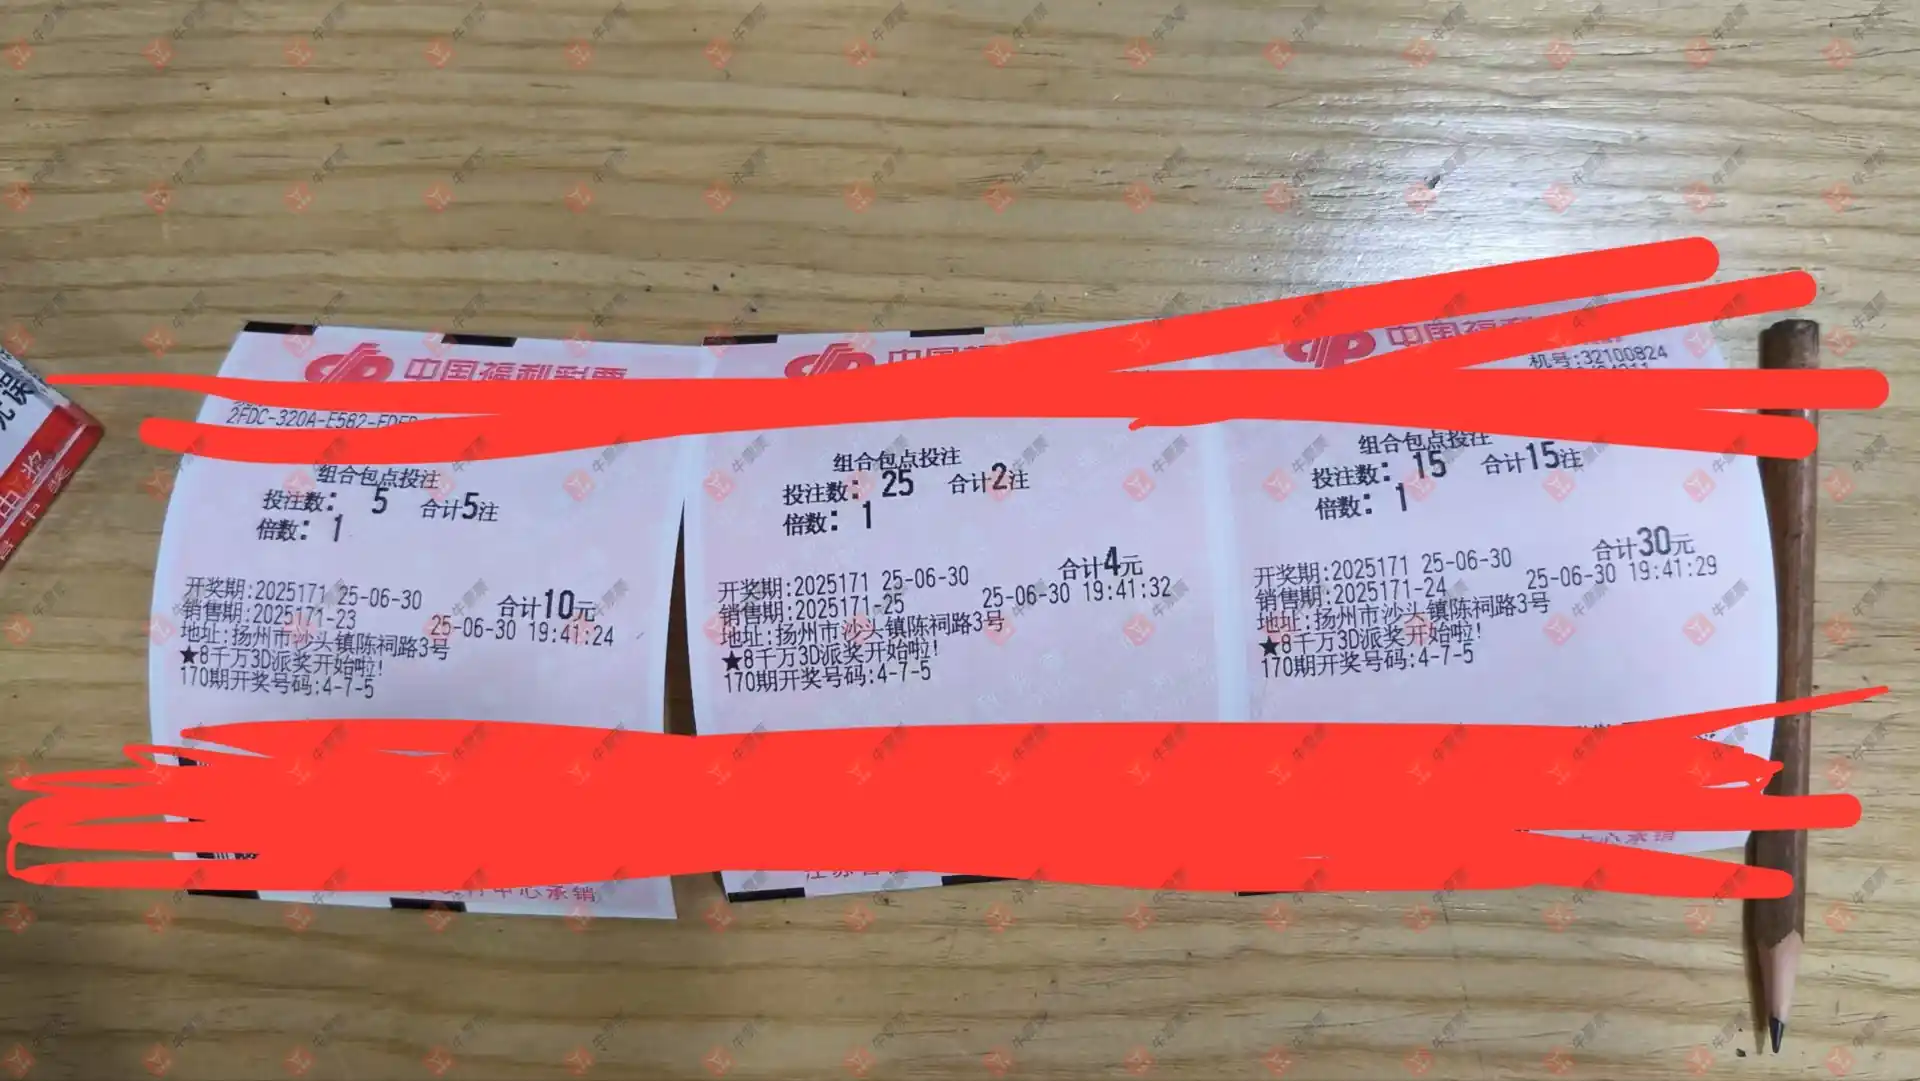 中国福利彩票
2FDC-320A-E582-
组合包点投注
投注数: 5 合计5注
倍数: 1
合计10元
开奖期:2025171 25-06-30
销售期:2025171-23 25-06-30 19:41:24
地址:扬州市沙头镇陈祠路3号
★8千万3D派奖开始啦!
170期开奖号码:4-7-5
中心承销
中国
组合包点投注
投注数: 25 合计2注
倍数: 1
合计4元
开奖期:2025171 25-06-30
销售期:2025171-25 25-06-30 19:41:32
地址:扬州市沙头镇陈祠路3号
★8千万3D派奖开始啦!
170期开奖号码:4-7-5
中国福利
机号:32100824
组合包点投注
投注数: 15 合计15注
倍数: 1
合计30元
开奖期:2025171 25-06-30
销售期:2025171-24 25-06-30 19:41:29
地址:扬州市沙头镇陈祠路3号
★8千万3D派奖开始啦!
170期开奖号码:4-7-5
中心承销